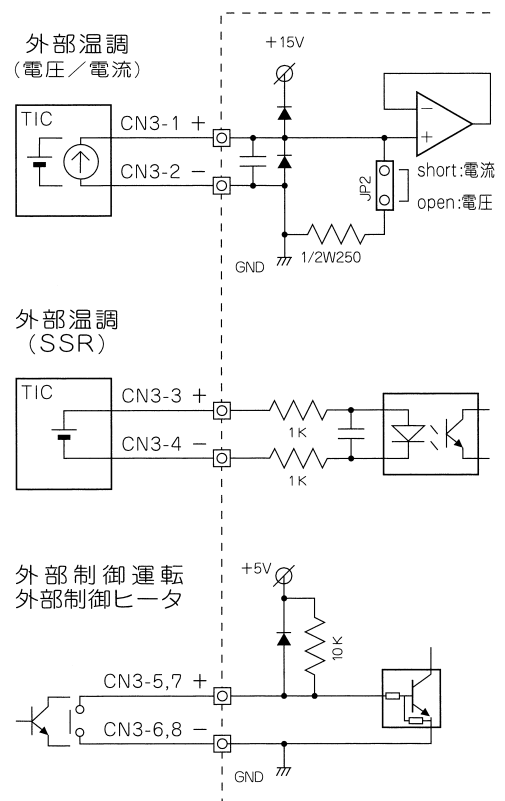 外部温調
(電圧／電流)
+15V
TIC
CN3-1 +
CN3-2 −
−
+
JP2
short:電流
open:電圧
1/2W250
GND
外部温調
(SSR)
TIC
CN3-3 +
CN3-4 −
1K
1K
外部制御運転
外部制御ヒータ
+5V
10K
CN3-5,7 +
CN3-6,8 −
GND